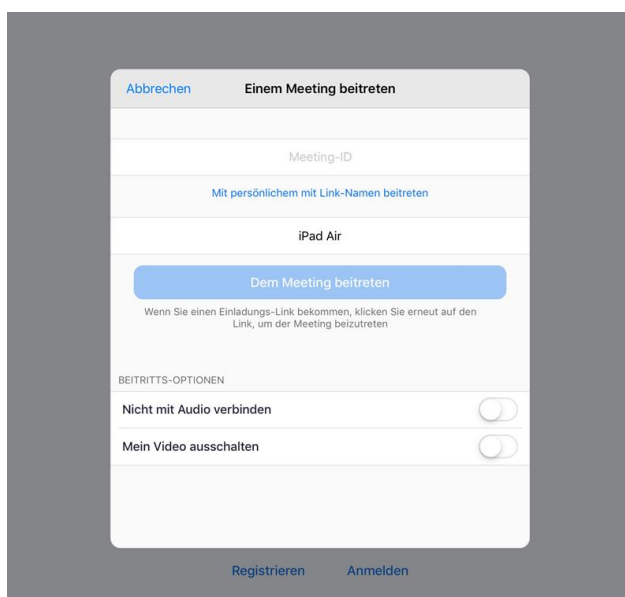 Abbrechen Einem Meeting beitreten
Meeting-ID
Mit persönlichem mit Link-Namen beitreten
iPad Air
Dem Meeting beitreten
Wenn Sie einen Einladungs-Link bekommen, klicken Sie erneut auf den
Link, um der Meeting beizutreten
BEITRITTS-OPTIONEN
Nicht mit Audio verbinden
Mein Video ausschalten
Registrieren Anmelden